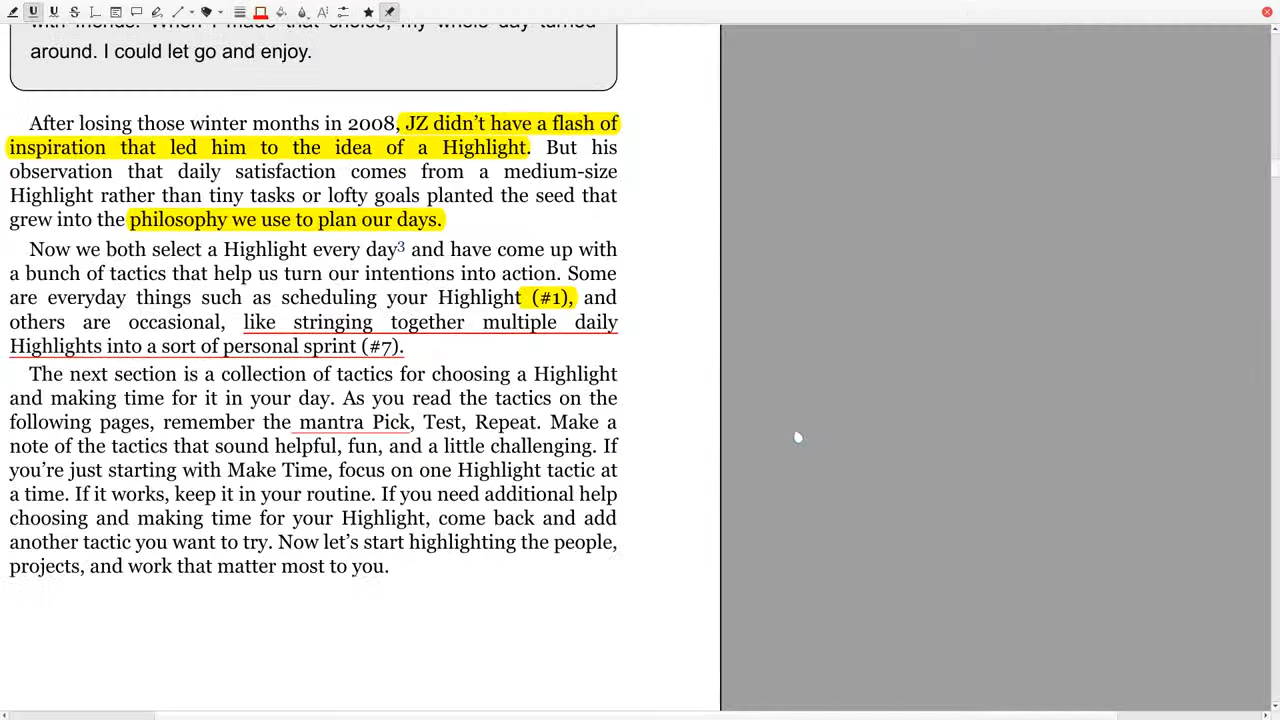 around. I could let go and enjoy.
After losing those winter months in 2008, JZ didn’t have a flash of
inspiration that led him to the idea of a Highlight. But his
observation that daily satisfaction comes from a medium-size
Highlight rather than tiny tasks or lofty goals planted the seed that
grew into the philosophy we use to plan our days.
Now we both select a Highlight every day3 and have come up with
a bunch of tactics that help us turn our intentions into action. Some
are everyday things such as scheduling your Highlight (#1), and
others are occasional, like stringing together multiple daily
Highlights into a sort of personal sprint (#7).
The next section is a collection of tactics for choosing a Highlight
and making time for it in your day. As you read the tactics on the
following pages, remember the mantra Pick, Test, Repeat. Make a
note of the tactics that sound helpful, fun, and a little challenging. If
you’re just starting with Make Time, focus on one Highlight tactic at
a time. If it works, keep it in your routine. If you need additional help
choosing and making time for your Highlight, come back and add
another tactic you want to try. Now let’s start highlighting the people,
projects, and work that matter most to you.